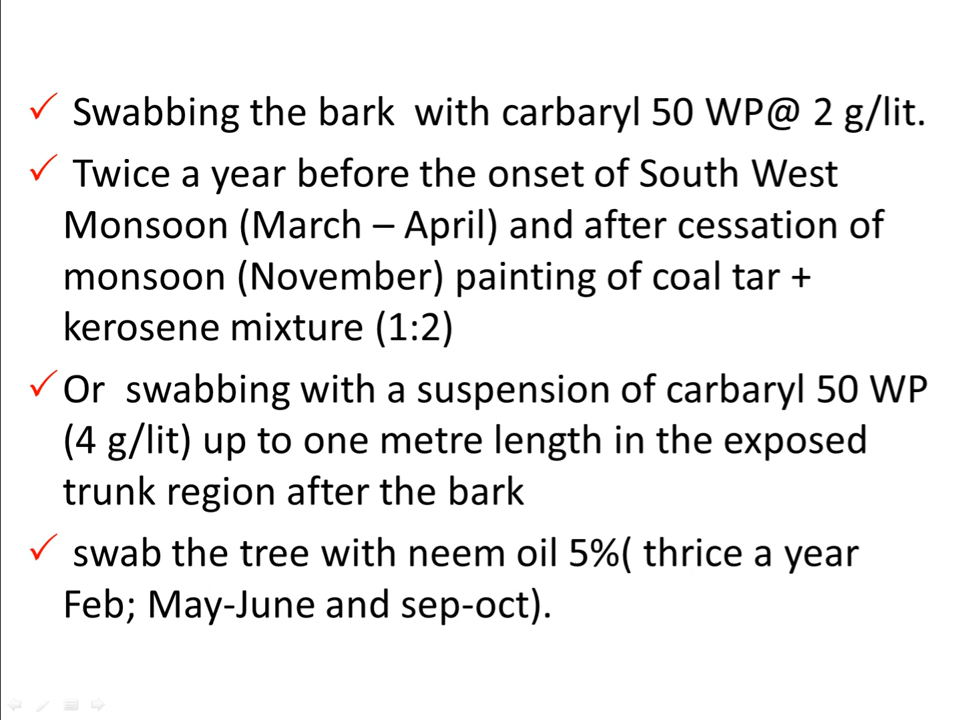 ✓ Swabbing the bark with carbaryl 50 WP@ 2 g/lit.
✓ Twice a year before the onset of South West
Monsoon (March – April) and after cessation of
monsoon (November) painting of coal tar +
kerosene mixture (1:2)
✓ Or swabbing with a suspension of carbaryl 50 WP
(4 g/lit) up to one metre length in the exposed
trunk region after the bark
✓ swab the tree with neem oil 5%( thrice a year
Feb; May-June and sep-oct).